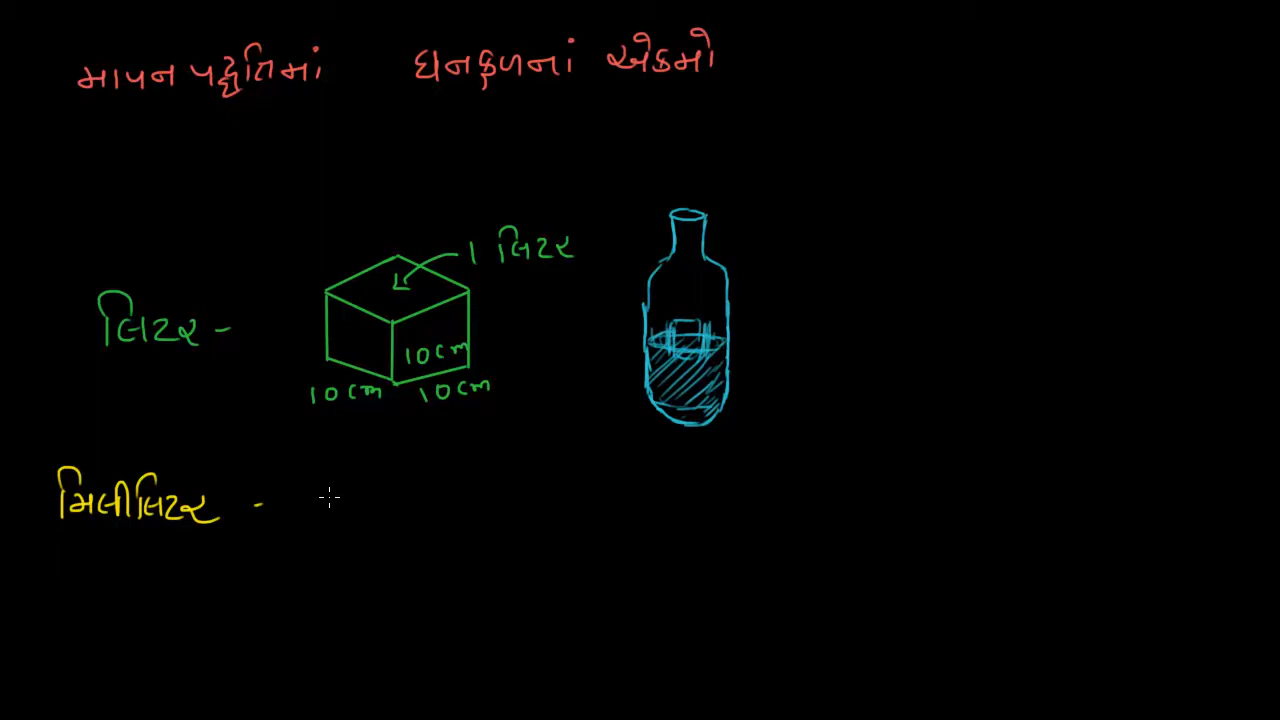 માપન પદ્ધતિમાં ઘનફળનાં એકમો
1 લિટર
લિટર -
10cm
10cm 10cm
મિલીલિટર -